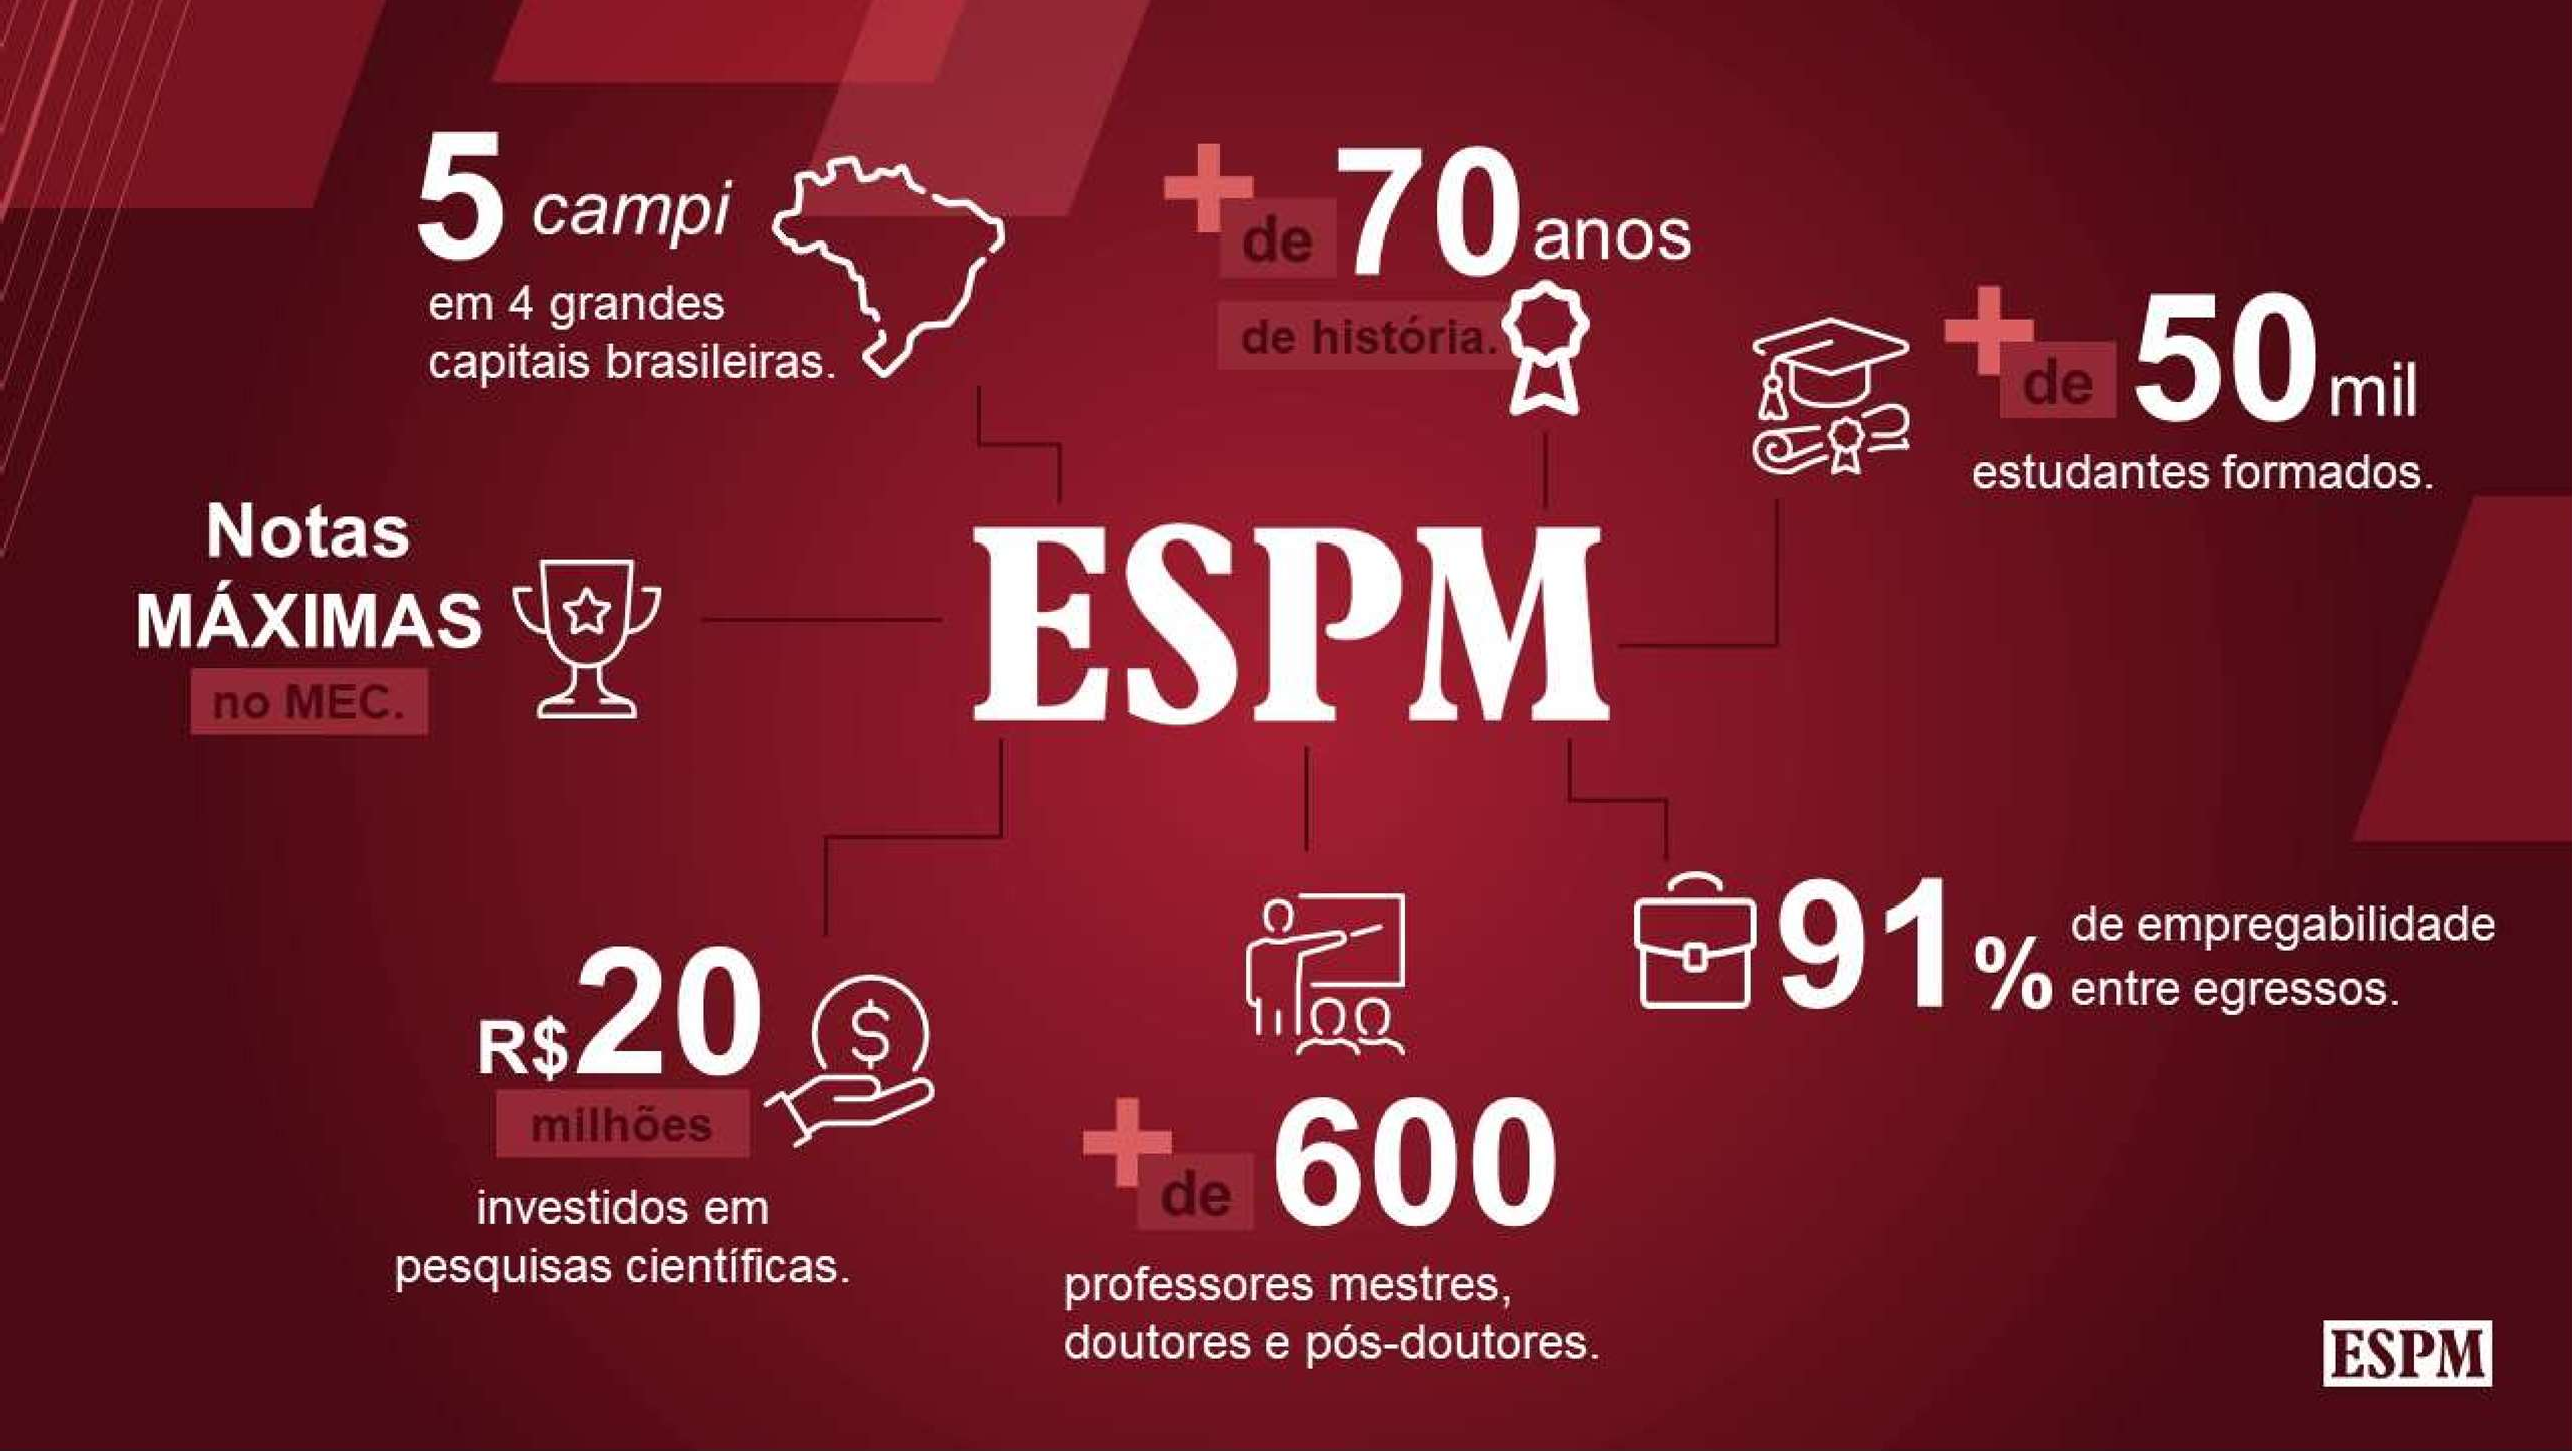 5 campi
em 4 grandes
capitais brasileiras.
+ de 70 anos
de história.
+ de 50 mil
estudantes formados.
Notas
MÁXIMAS
no MEC.
ESPM
R$20
milhões
investidos em
pesquisas científicas.
+ de 600
professores mestres,
doutores e pós-doutores.
91% de empregabilidade
entre egressos.
ESPM